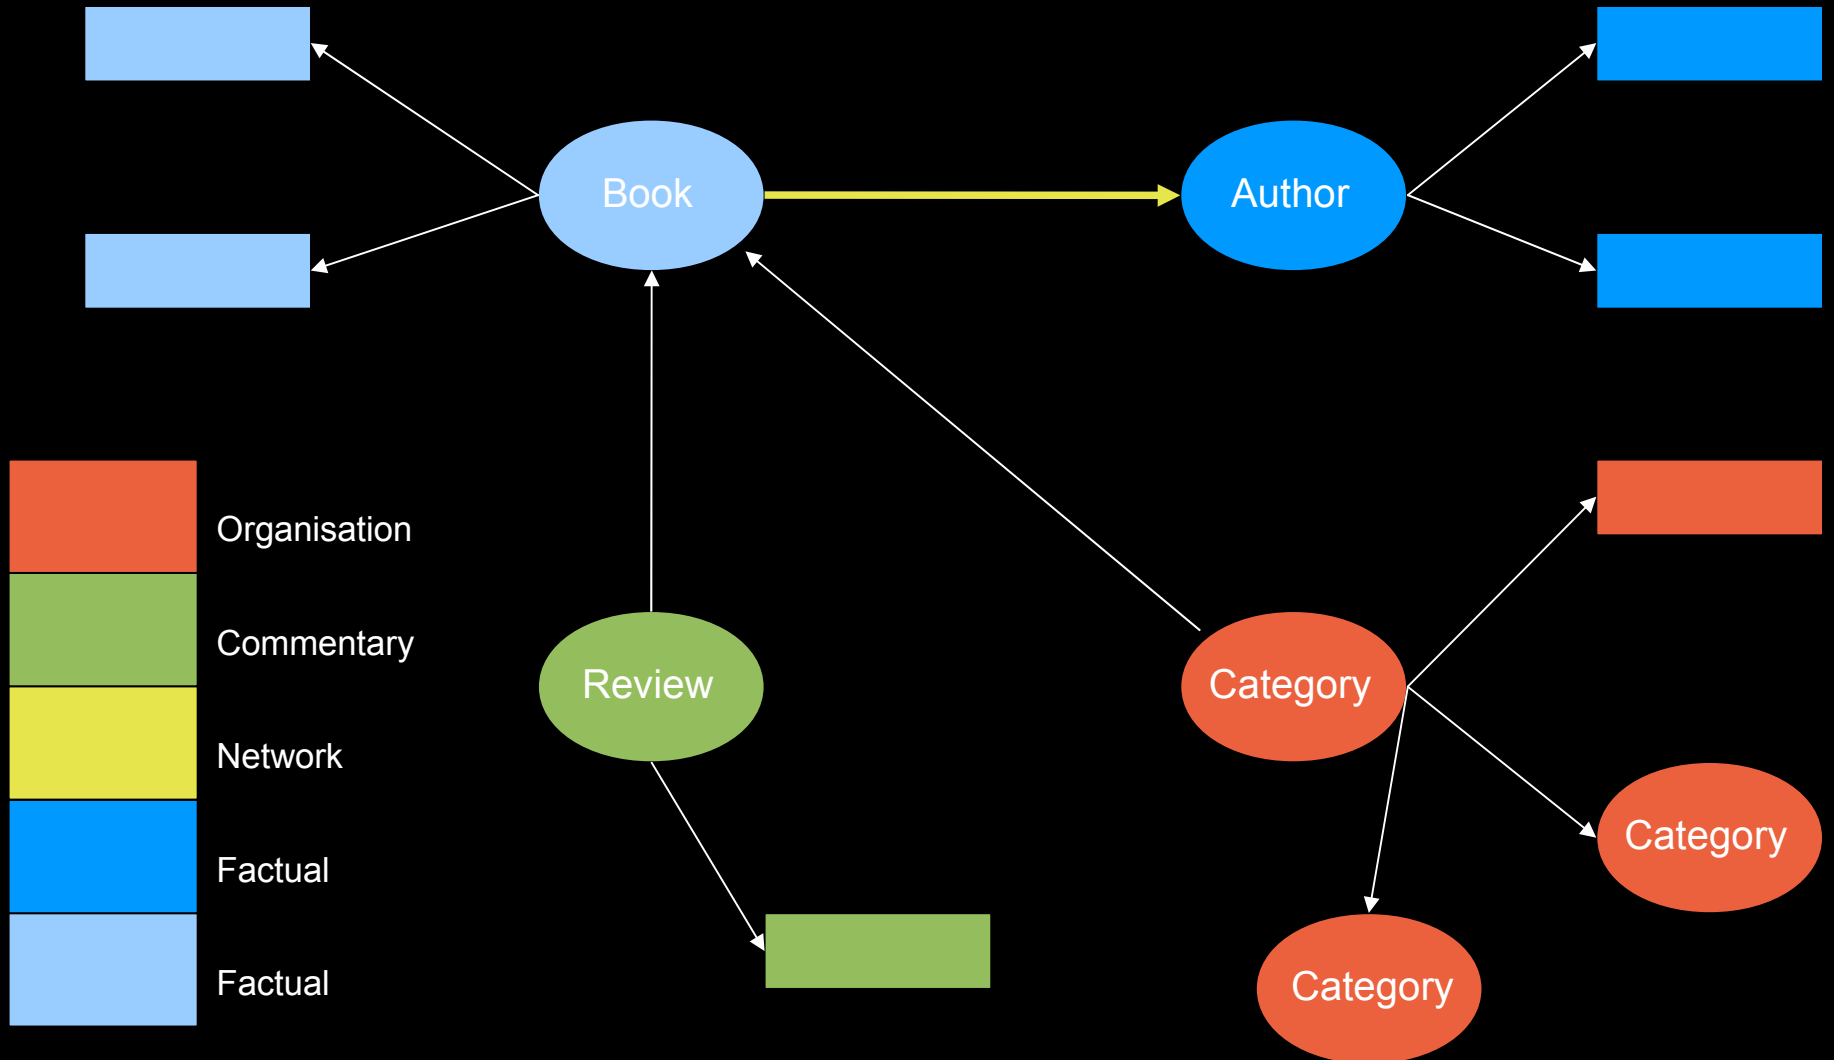 Book
Author
Organisation
Commentary
Review
Category
Network
Category
Factual
Category
Factual